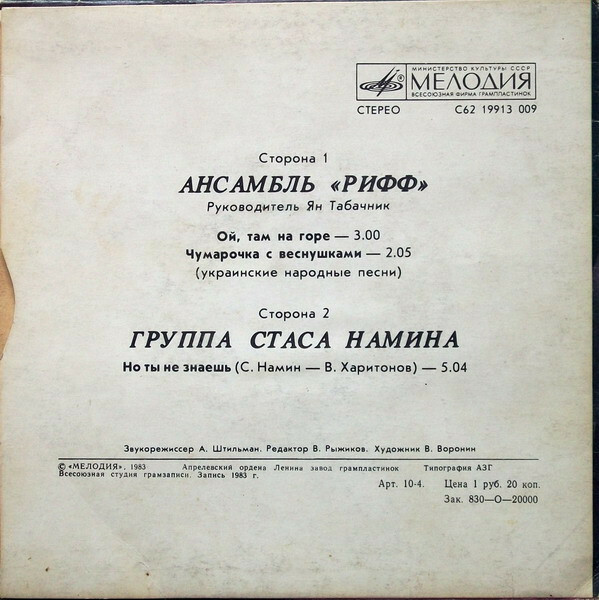 МИНИСТЕРСТВО КУЛЬТУРЫ СССР
МЕЛОДИЯ
ВСЕСОЮЗНАЯ ФИРМА ГРАМПЛАСТИНОК
СТЕРЕО С62 19913 009
Сторона 1
АНСАМБЛЬ «РИФФ»
Руководитель Ян Табачник
Ой, там на горе — 3.00
Чумарочка с веснушками — 2.05
(украинские народные песни)
Сторона 2
ГРУППА СТАСА НАМИНА
Но ты не знаешь (С. Намин — В. Харитонов) — 5.04
Звукорежиссер А. Штильман. Редактор В. Рыжиков. Художник В. Воронин
© «МЕЛОДИЯ», 1983 Апрелевский ордена Ленина завод грампластинок Типография АЗГ
Всесоюзная студия грамзаписи. Запись 1983 г.
Арт. 10-4. Цена 1 руб. 20 коп.
Зак. 830—О—20000